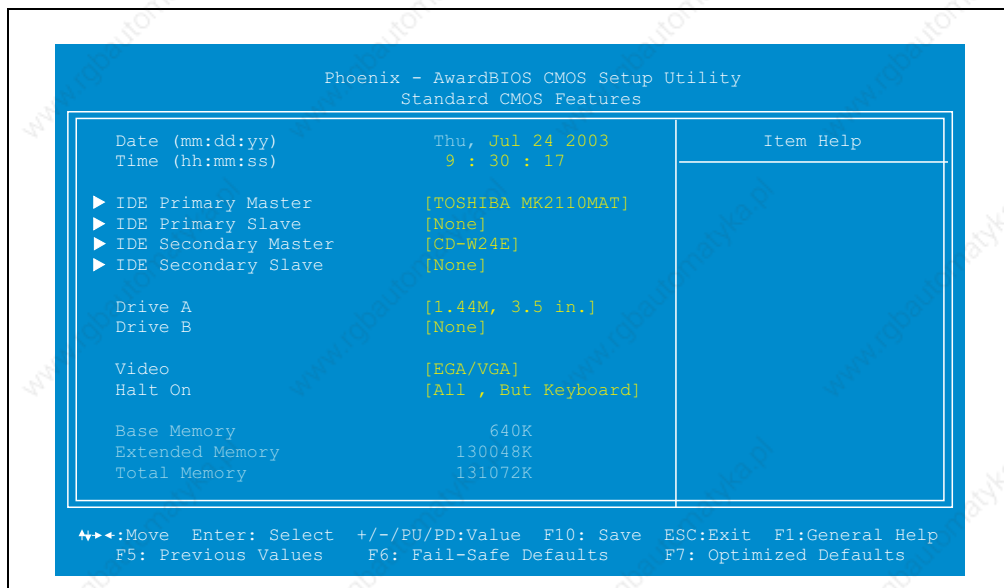 Phoenix - AwardBIOS CMOS Setup Utility
Standard CMOS Features
Date (mm:dd:yy) Thu, Jul 24 2003
Item Help
Time (hh:mm:ss) 9 : 30 : 17
IDE Primary Master [TOSHIBA MK2110MAT]
IDE Primary Slave [None]
IDE Secondary Master [CD-W24E]
IDE Secondary Slave [None]
Drive A [1.44M, 3.5 in.]
Drive B [None]
Video [EGA/VGA]
Halt On [All , But Keyboard]
Base Memory 640K
Extended Memory 130048K
Total Memory 131072K
:Move Enter: Select +/-/PU/PD:Value F10: Save ESC:Exit F1:General Help
F5: Previous Values F6: Fail-Safe Defaults F7: Optimized Defaults
www.rgbautomatyka.pl